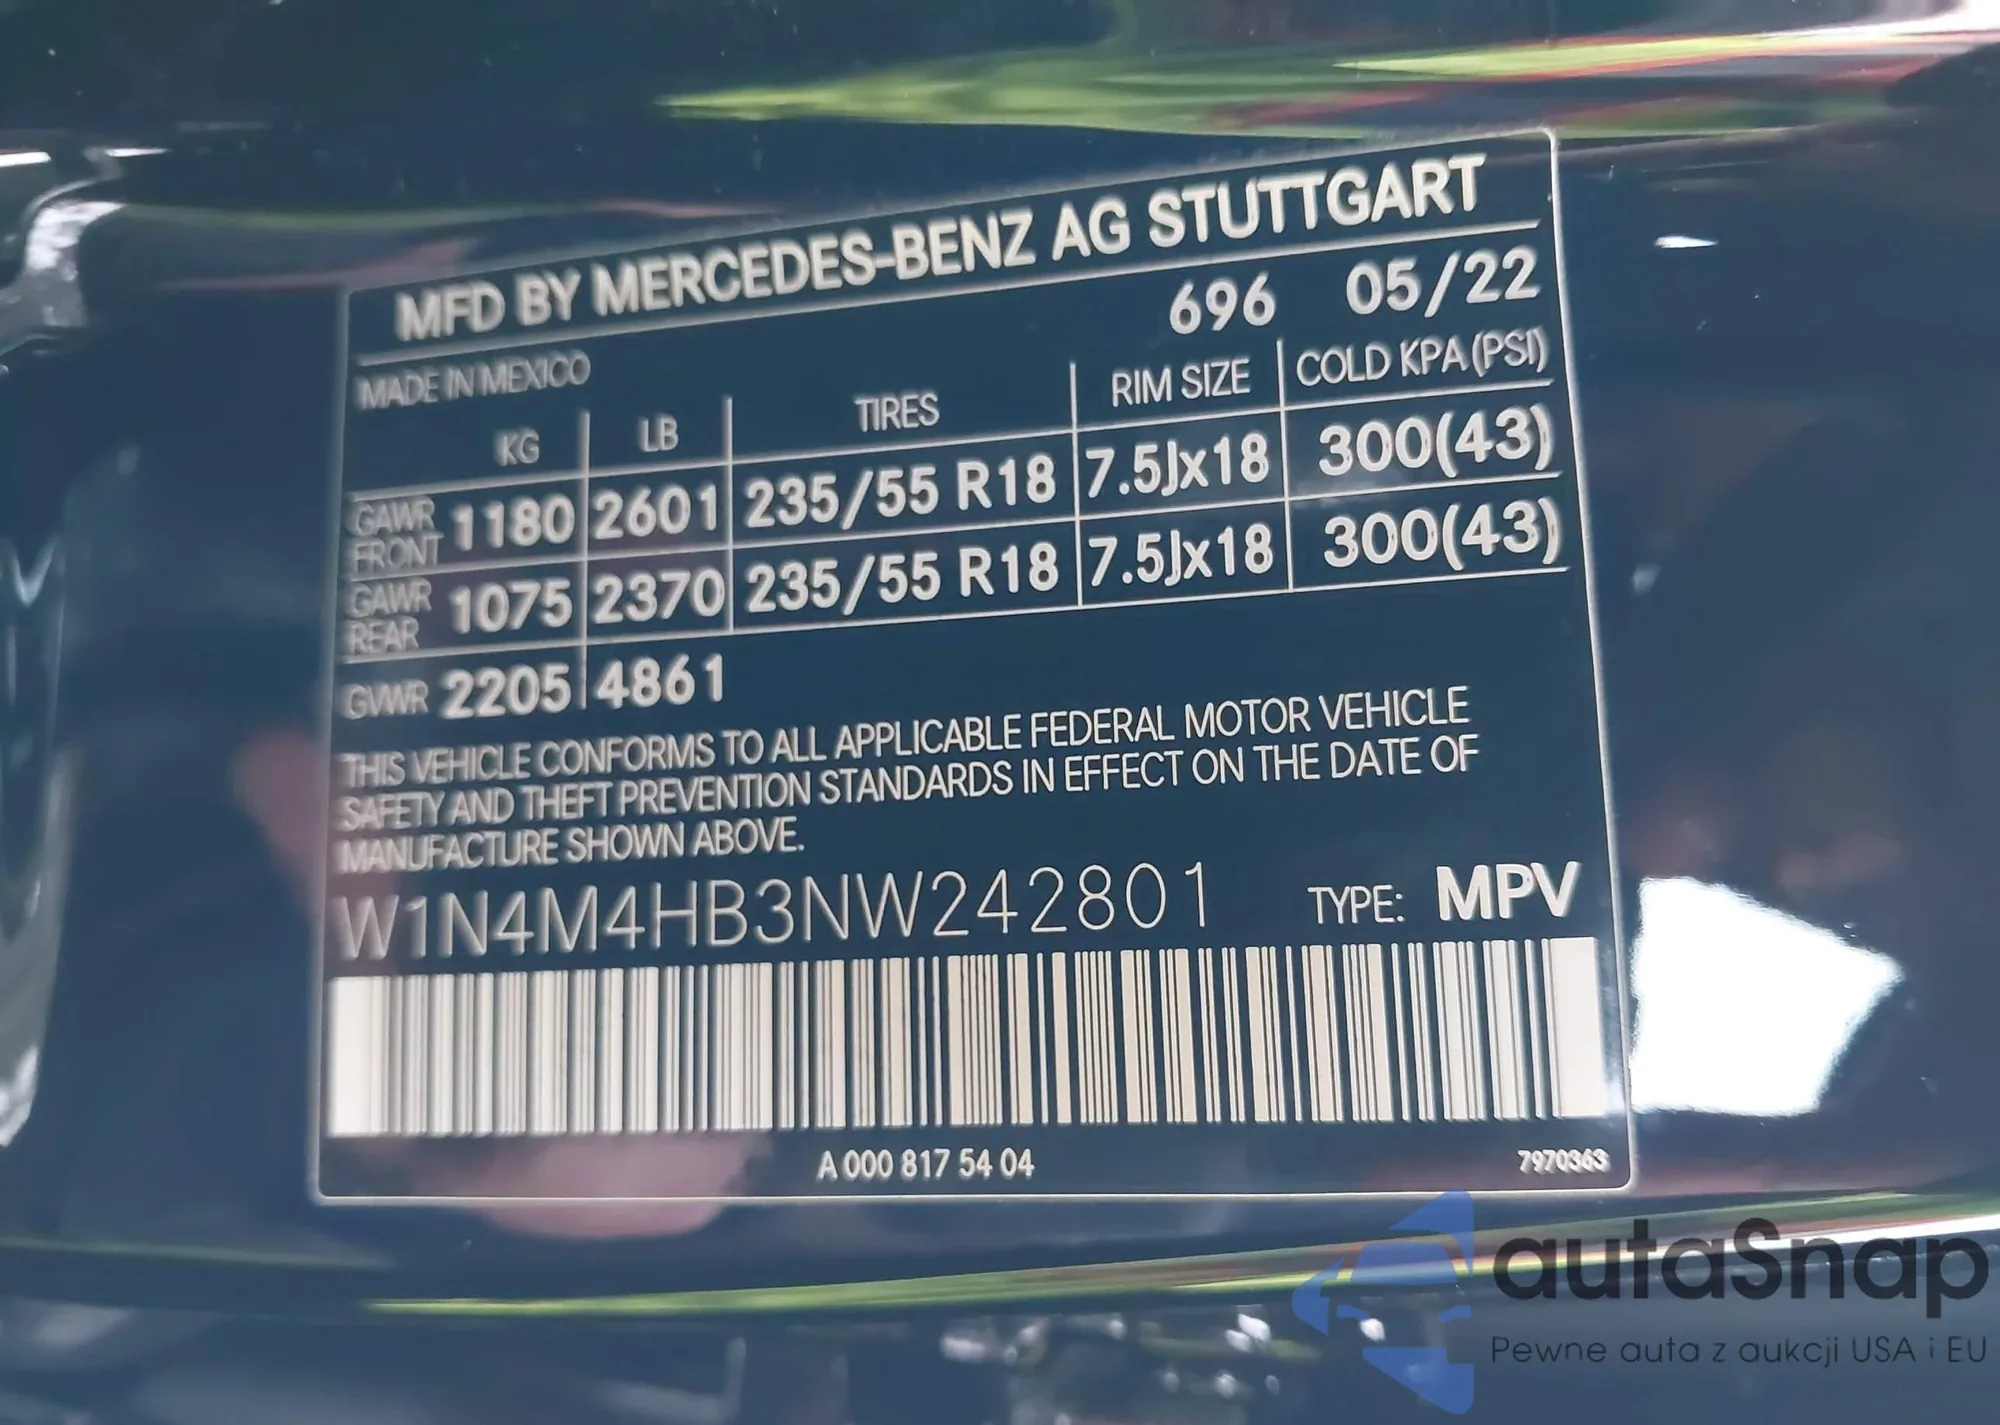 MFD BY MERCEDES-BENZ AG STUTTGART
696 05/22
MADE IN MEXICO
KG LB TIRES RIM SIZE COLD KPA (PSI)
GAWR FRONT 1180 2601 235/55 R18 7.5Jx18 300(43)
GAWR REAR 1075 2370 235/55 R18 7.5Jx18 300(43)
GVWR 2205 4861
THIS VEHICLE CONFORMS TO ALL APPLICABLE FEDERAL MOTOR VEHICLE
SAFETY AND THEFT PREVENTION STANDARDS IN EFFECT ON THE DATE OF
MANUFACTURE SHOWN ABOVE.
W1N4M4HB3NW242801 TYPE: MPV
A 000 817 54 04 7970363
autaSnap
Pewne auta z aukcji USA i EU